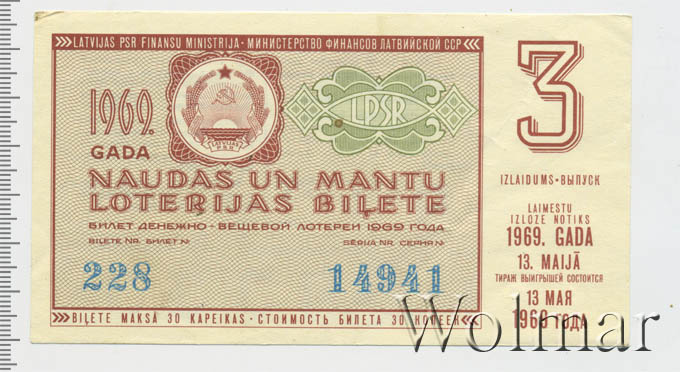 LATVIJAS PSR FINANSU MINISTRIJA • МИНИСТЕРСТВО ФИНАНСОВ ЛАТВИЙСКОЙ ССР
1969.
GADA
LATVIJAS
PSR
LPSR
NAUDAS UN MANTU
LOTERIJAS BIĻETE
БИЛЕТ ДЕНЕЖНО - ВЕЩЕВОЙ ЛОТЕРЕИ 1969 ГОДА
BIĻETE NR. БИЛЕТ N
SĒRIJA NR. СЕРИЯ N
228
14941
BIĻETE MAKSĀ 30 KAPEIKAS • СТОИМОСТЬ БИЛЕТА 30 КОПЕЕК
3
IZLAIDUMS • ВЫПУСК
LAIMESTU
IZLOZE NOTIKS
1969. GADA
13. MAIJĀ
ТИРАЖ ВЫИГРЫШЕЙ СОСТОИТСЯ
13 МАЯ
1969 ГОДА
Wolmar